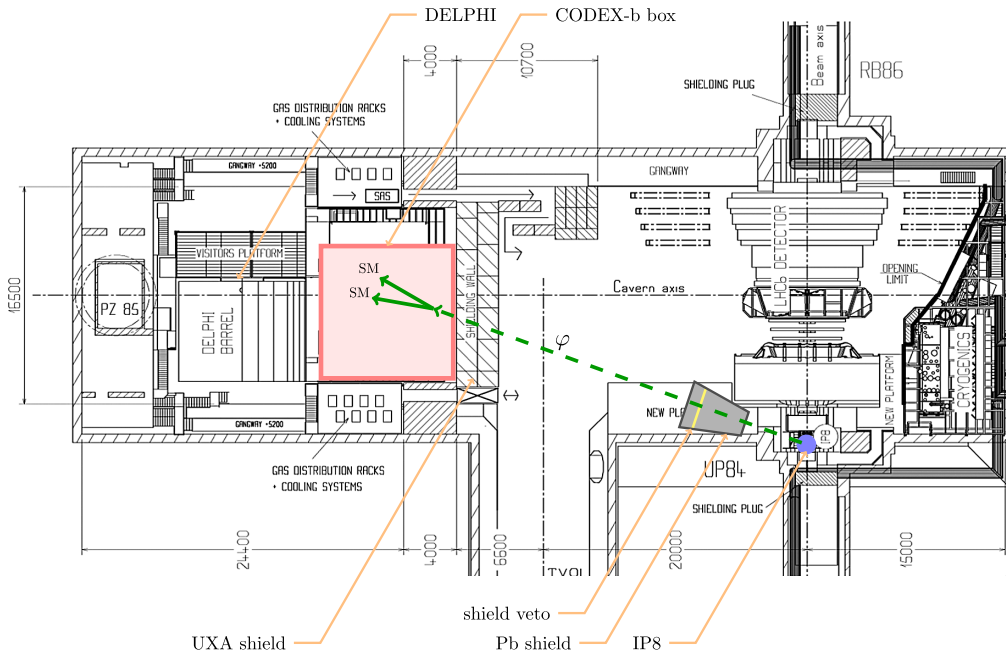 DELPHI
CODEX-b box
4000
10700
Beam axis
RB86
SHIELDING PLUG
GAS DISTRIBUTION RACKS
+ COOLING SYSTEMS
GANGWAY +5200
GANGWAY
SAS
16500
VISITORS PLATFORM
LHCb DETECTOR
SM
SM
OPENING
LIMIT
PZ 85
Cavern axis
SHIELDING WALL
DELPHI
BARREL
φ
CRYOGENICS
NEW PLATFORM
NEW PLA
IP8
GANGWAY +5200
GAS DISTRIBUTION RACKS
+ COOLING SYSTEMS
UP84
SHIELDING PLUG
24400
4000
6600
20000
15000
shield veto
UXA shield
Pb shield
IP8